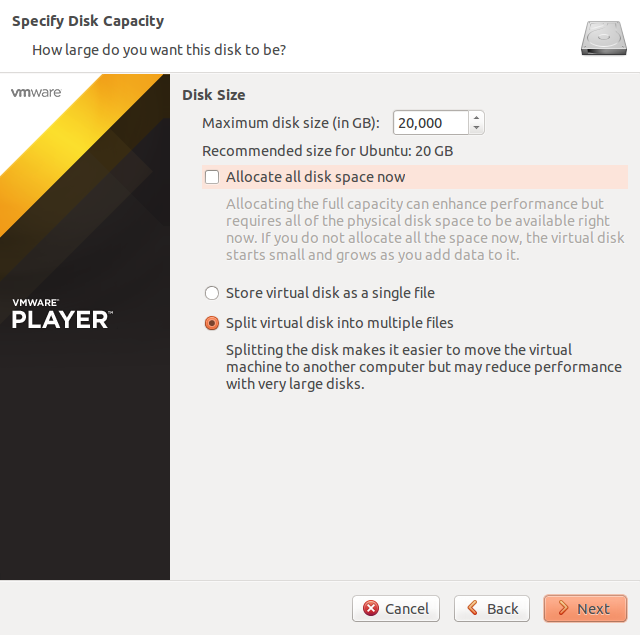 Specify Disk Capacity
How large do you want this disk to be?
vmware
Disk Size
Maximum disk size (in GB): 20,000
Recommended size for Ubuntu: 20 GB
Allocate all disk space now
Allocating the full capacity can enhance performance but
requires all of the physical disk space to be available right
now. If you do not allocate all the space now, the virtual disk
starts small and grows as you add data to it.
Store virtual disk as a single file
VMWARE™
PLAYER™
Split virtual disk into multiple files
Splitting the disk makes it easier to move the virtual
machine to another computer but may reduce performance
with very large disks.
Cancel Back Next